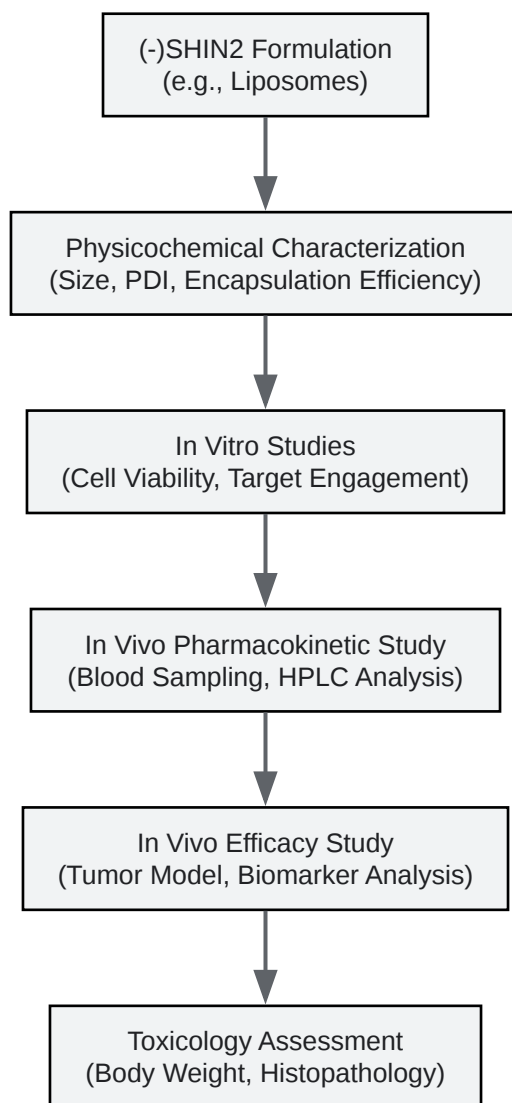 (-)SHIN2 Formulation
(e.g., Liposomes)
Physicochemical Characterization
(Size, PDI, Encapsulation Efficiency)
In Vitro Studies
(Cell Viability, Target Engagement)
In Vivo Pharmacokinetic Study
(Blood Sampling, HPLC Analysis)
In Vivo Efficacy Study
(Tumor Model, Biomarker Analysis)
Toxicology Assessment
(Body Weight, Histopathology)